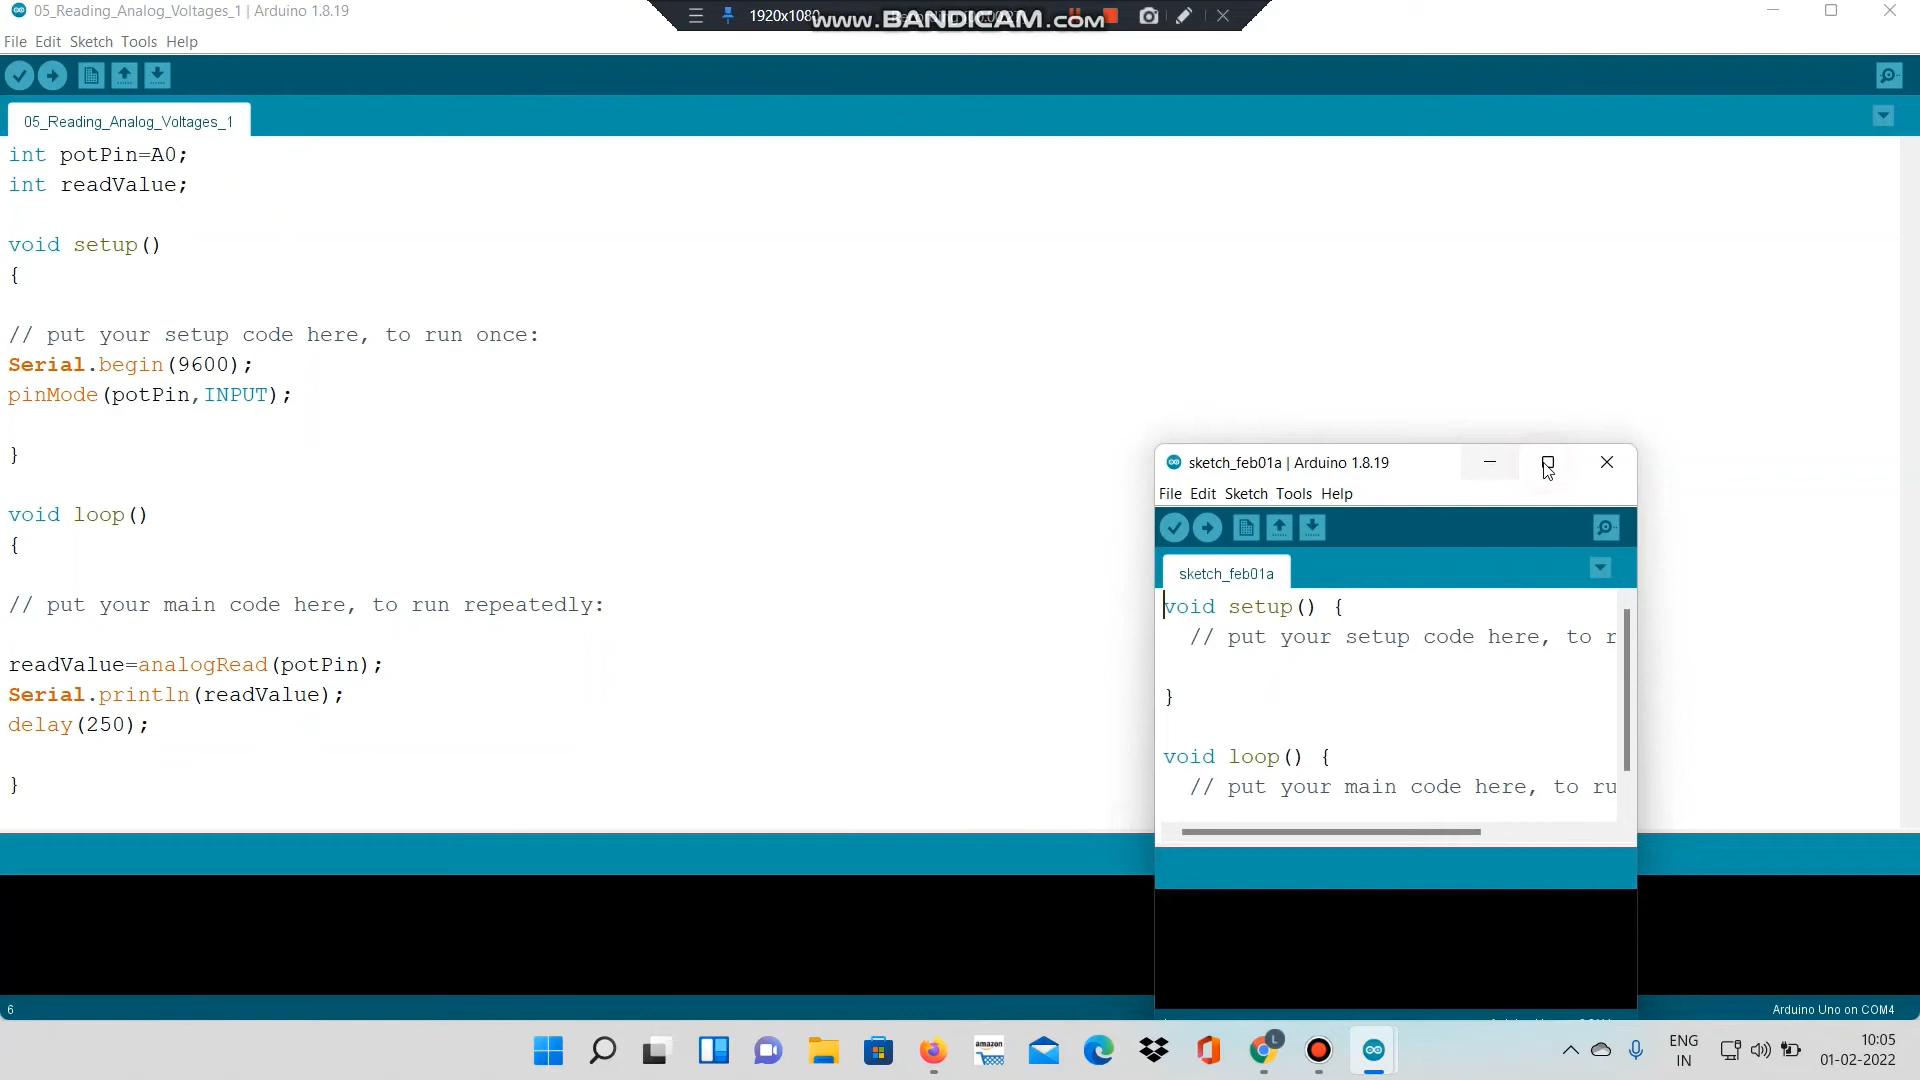 05_Reading_Analog_Voltages_1 | Arduino 1.8.19
1920x1080
www.BANDICAM.com
File Edit Sketch Tools Help
05_Reading_Analog_Voltages_1
int potPin=A0;
int readValue;
void setup()
{
// put your setup code here, to run once:
Serial.begin(9600);
pinMode(potPin,INPUT);
}
void loop()
{
// put your main code here, to run repeatedly:
readValue=analogRead(potPin);
Serial.println(readValue);
delay(250);
}
sketch_feb01a | Arduino 1.8.19
File Edit Sketch Tools Help
sketch_feb01a
void setup() {
// put your setup code here, to r
}
void loop() {
// put your main code here, to ru
6
Arduino Uno on COM4
amazon
L
ENG
IN
10:05
01-02-2022